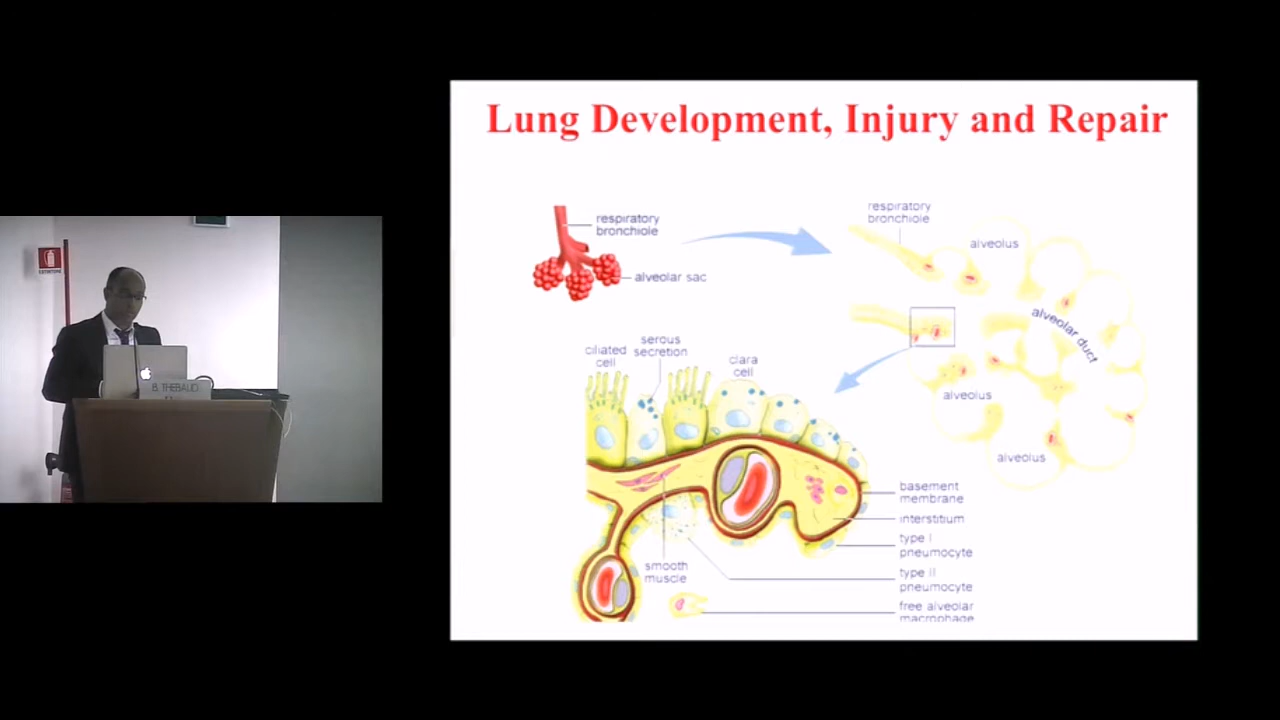 Lung Development, Injury and Repair
respiratory
bronchiole
alveolar sac
respiratory
bronchiole
alveolus
alveolar duct
alveolus
alveolus
ciliated
cell
serous
secretion
clara
cell
basement
membrane
interstitium
type I
pneumocyte
type II
pneumocyte
smooth
muscle
free alveolar
macrophage
ESTINTORE
B. THEBAUD